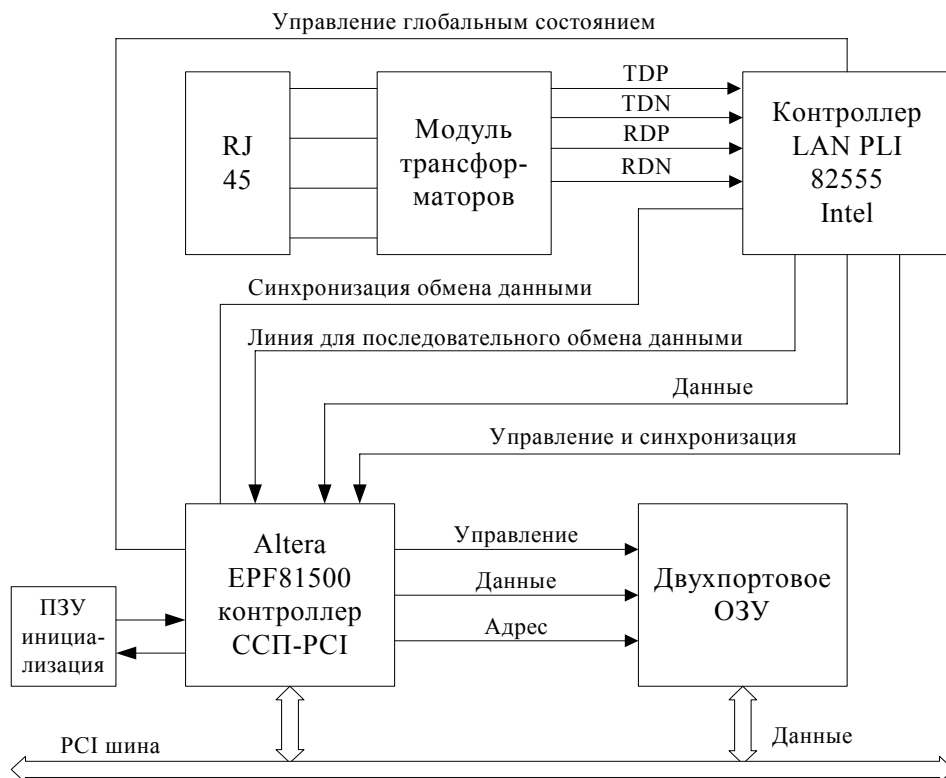 Управление глобальным состоянием
RJ
45
Модуль
трансфор-
маторов
TDP
TDN
RDP
RDN
Контроллер
LAN PLI
82555
Intel
Синхронизация обмена данными
Линия для последовательного обмена данными
Данные
Управление и синхронизация
Altera
EPF81500
контроллер
ССП-PCI
Управление
Данные
Адрес
Двухпортовое
ОЗУ
ПЗУ
инициа-
лизация
PCI шина
Данные